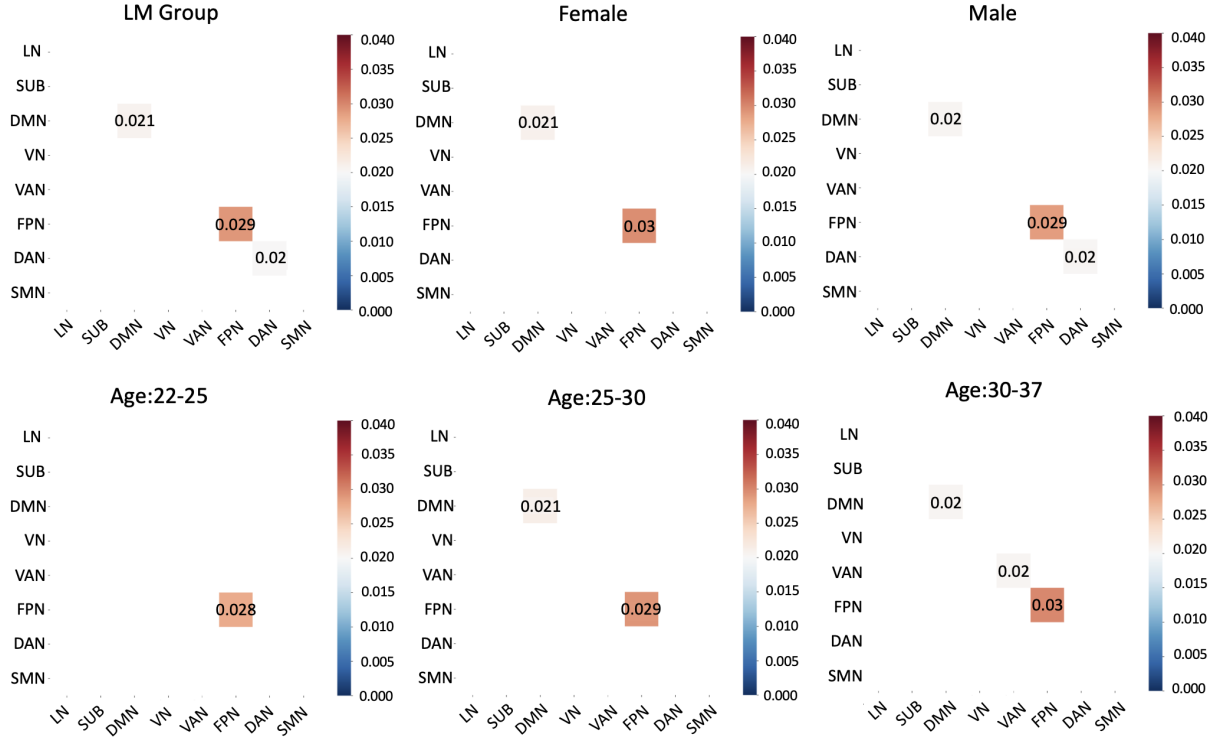 LM Group
LN
SUB
DMN
VN
VAN
FPN
DAN
SMN
0.021
0.029
0.02
LN SUB DMN VN VAN FPN DAN SMN
0.040
0.035
0.030
0.025
0.020
0.015
0.010
0.005
0.000
Female
LN
SUB
DMN
VN
VAN
FPN
DAN
SMN
0.021
0.03
LN SUB DMN VN VAN FPN DAN SMN
0.040
0.035
0.030
0.025
0.020
0.015
0.010
0.005
0.000
Male
LN
SUB
DMN
VN
VAN
FPN
DAN
SMN
0.02
0.029
0.02
LN SUB DMN VN VAN FPN DAN SMN
0.040
0.035
0.030
0.025
0.020
0.015
0.010
0.005
0.000
Age:22-25
LN
SUB
DMN
VN
VAN
FPN
DAN
SMN
0.028
LN SUB DMN VN VAN FPN DAN SMN
0.040
0.035
0.030
0.025
0.020
0.015
0.010
0.005
0.000
Age:25-30
LN
SUB
DMN
VN
VAN
FPN
DAN
SMN
0.021
0.029
LN SUB DMN VN VAN FPN DAN SMN
0.040
0.035
0.030
0.025
0.020
0.015
0.010
0.005
0.000
Age:30-37
LN
SUB
DMN
VN
VAN
FPN
DAN
SMN
0.02
0.02
0.03
LN SUB DMN VN VAN FPN DAN SMN
0.040
0.035
0.030
0.025
0.020
0.015
0.010
0.005
0.000